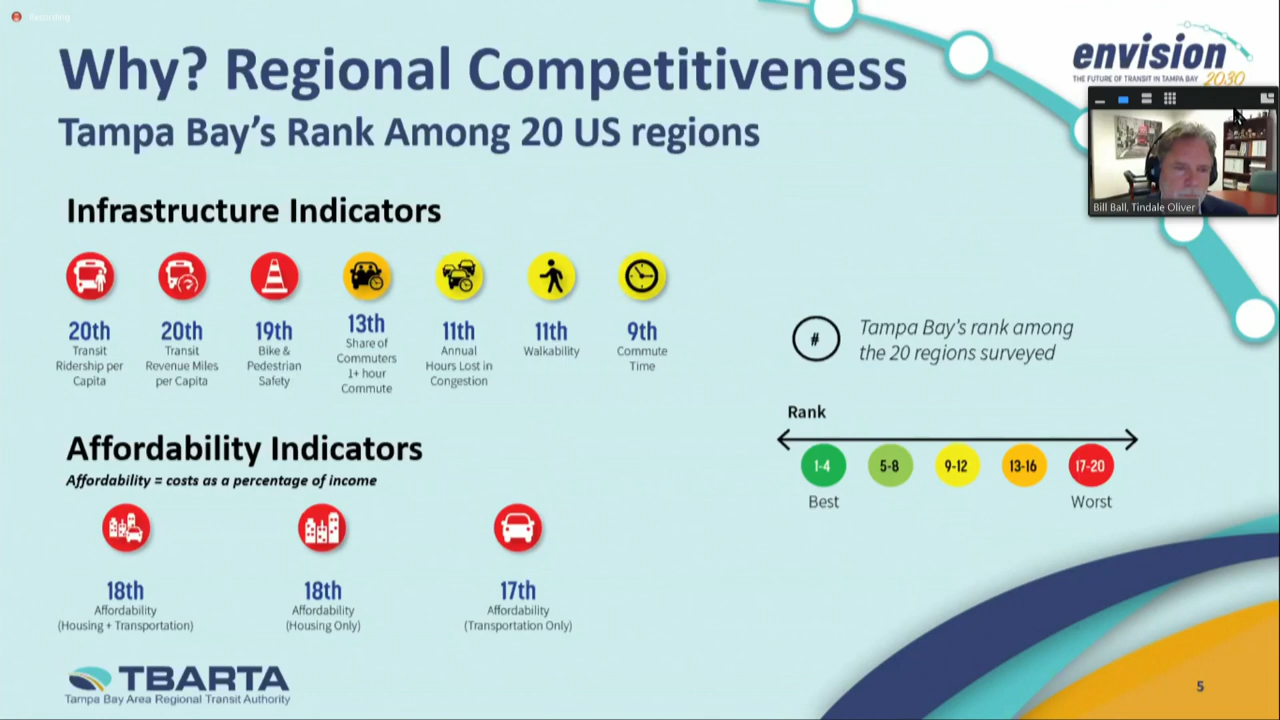 Recording
Why? Regional Competitiveness
Tampa Bay's Rank Among 20 US regions
envision
THE FUTURE OF TRANSIT IN TAMPA BAY 2030
Bill Ball, Tindale Oliver
Infrastructure Indicators
20th
Transit
Ridership per
Capita
20th
Transit
Revenue Miles
per Capita
19th
Bike &
Pedestrian
Safety
13th
Share of
Commuters
1+ hour
Commute
11th
Annual
Hours Lost in
Congestion
11th
Walkability
9th
Commute
Time
#
Tampa Bay's rank among
the 20 regions surveyed
Rank
1-4
5-8
9-12
13-16
17-20
Best
Worst
Affordability Indicators
Affordability = costs as a percentage of income
18th
Affordability
(Housing + Transportation)
18th
Affordability
(Housing Only)
17th
Affordability
(Transportation Only)
TBARTA
Tampa Bay Area Regional Transit Authority
5